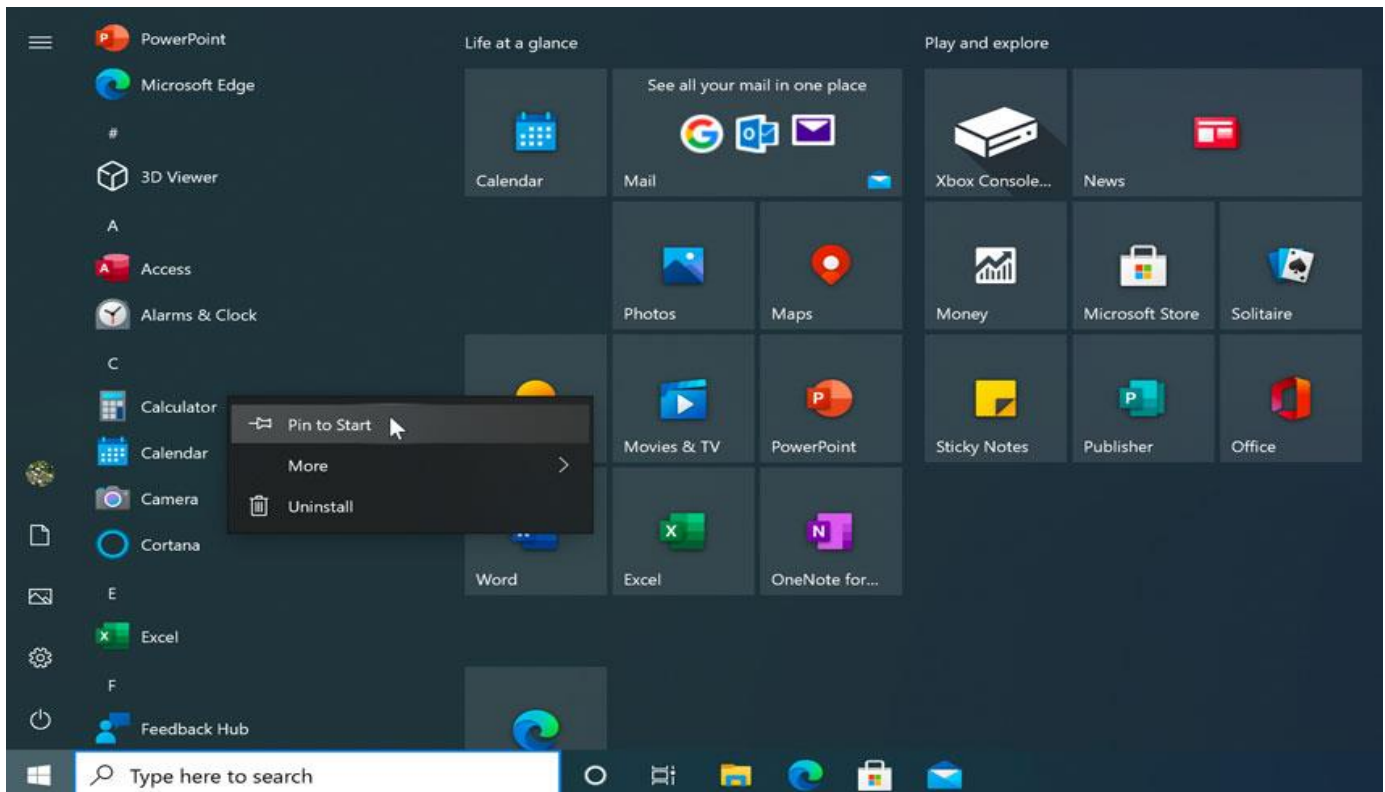 PowerPoint
Microsoft Edge
#
3D Viewer
A
Access
Alarms & Clock
C
Calculator
Calendar
Camera
Cortana
E
Excel
F
Feedback Hub
Pin to Start
More
Uninstall
Life at a glance
Calendar
See all your mail in one place
Mail
Photos
Maps
Movies & TV
PowerPoint
Word
Excel
OneNote for...
Play and explore
Xbox Console...
News
Money
Microsoft Store
Solitaire
Sticky Notes
Publisher
Office
Type here to search